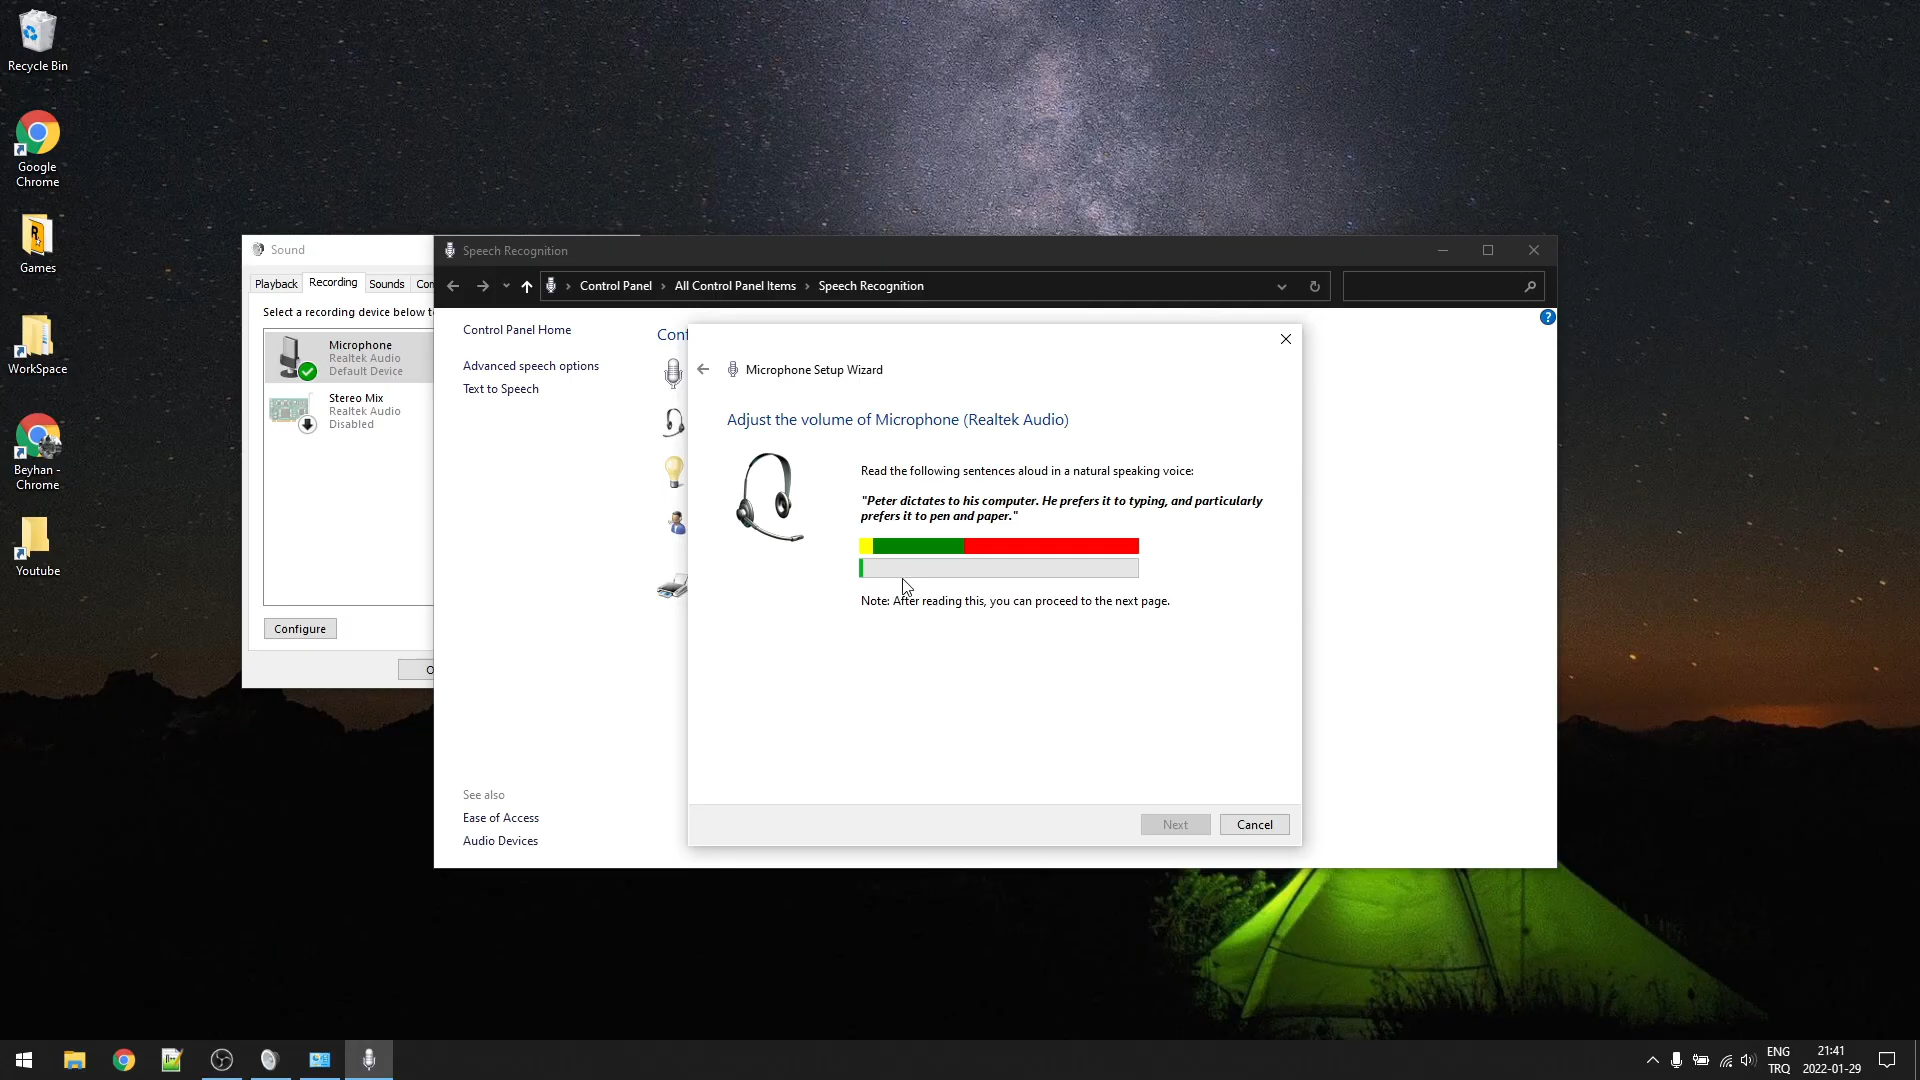 Recycle Bin
Google
Chrome
Games
WorkSpace
Beyhan -
Chrome
Youtube
Sound
Playback
Recording
Sounds
Select a recording device below
Microphone
Realtek Audio
Default Device
Stereo Mix
Realtek Audio
Disabled
Configure
Speech Recognition
Control Panel
All Control Panel Items
Speech Recognition
Control Panel Home
Advanced speech options
Text to Speech
See also
Ease of Access
Audio Devices
Microphone Setup Wizard
Adjust the volume of Microphone (Realtek Audio)
Read the following sentences aloud in a natural speaking voice:
"Peter dictates to his computer. He prefers it to typing, and particularly
prefers it to pen and paper."
Note: After reading this, you can proceed to the next page.
Next
Cancel
ENG
TRQ
21:41
2022-01-29